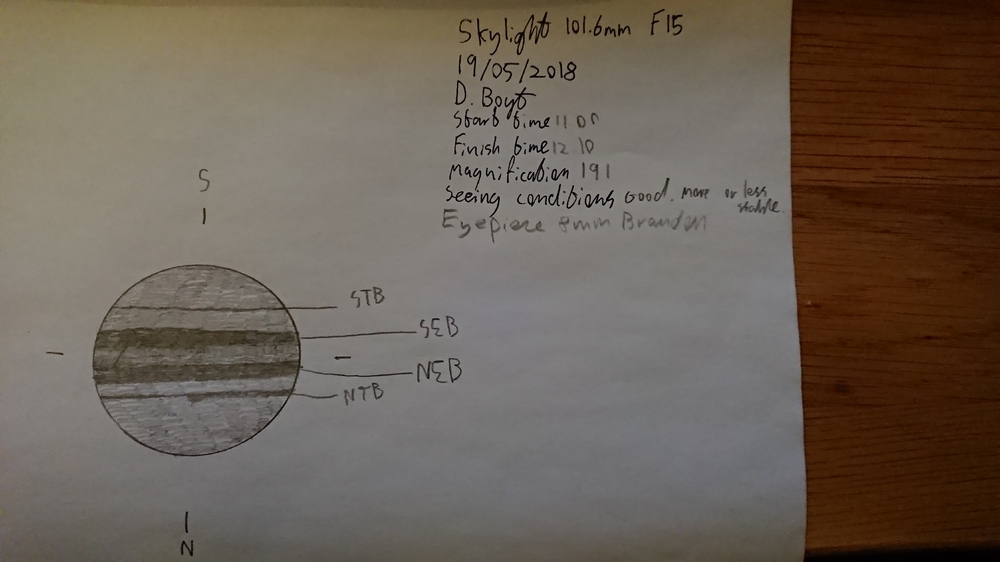 Skylight 101.6mm F15
19/05/2018
D. Boyt
Start time 11 00
Finish time 12 10
Magnification 191
Seeing conditions Good. more or less stable.
Eyepiece 8mm Brandon
S
STB
SEB
NEB
NTB
N